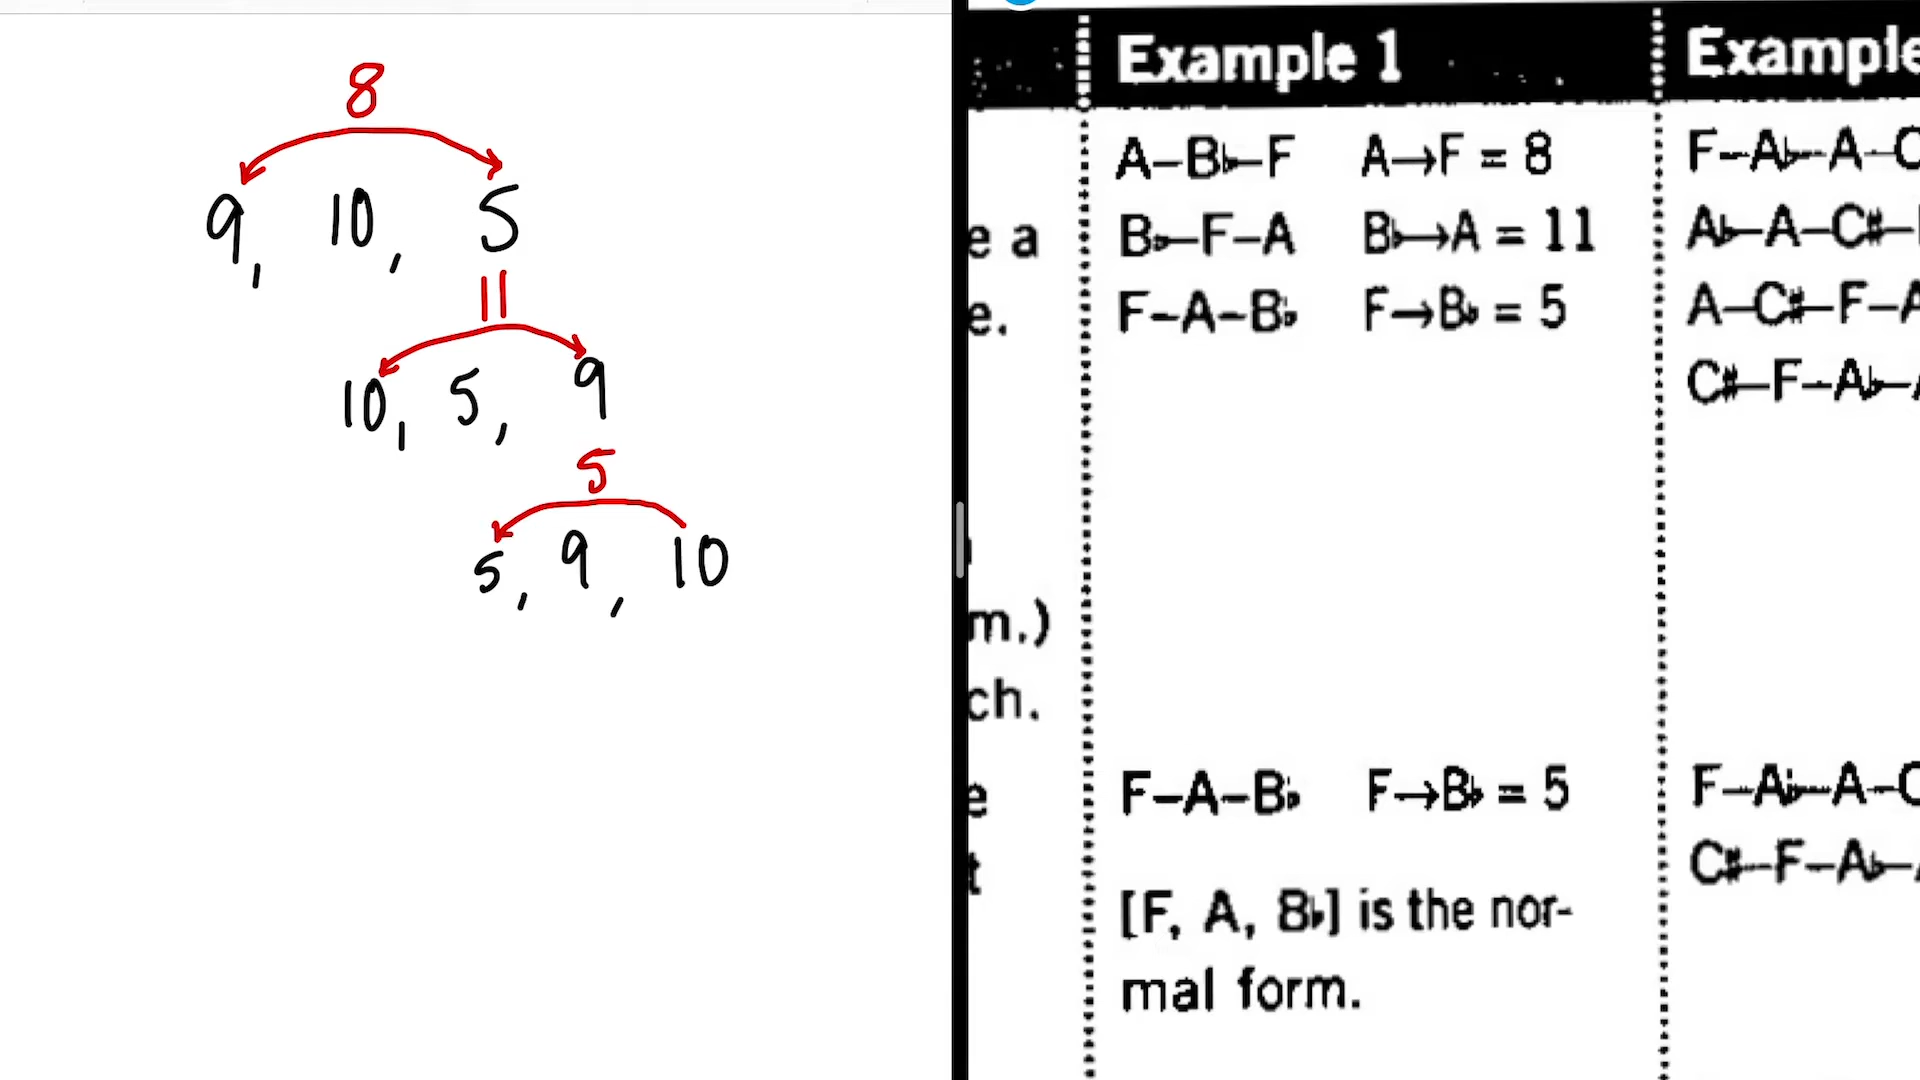 8
9, 10, 5
11
10, 5, 9
5
5, 9, 10
Example 1
A–B♭–F A→F = 8
B♭–F–A B♭→A = 11
F–A–B♭ F→B♭ = 5
F–A–B♭ F→B♭ = 5
[F, A, B♭] is the nor-
mal form.
e a
e.
m.)
ch.
e
t
Example
F–A♭–A–C
A♭–A–C#–
A–C#–F–A
C#–F–A♭–
F–A♭–A–C
C#–F–A♭–